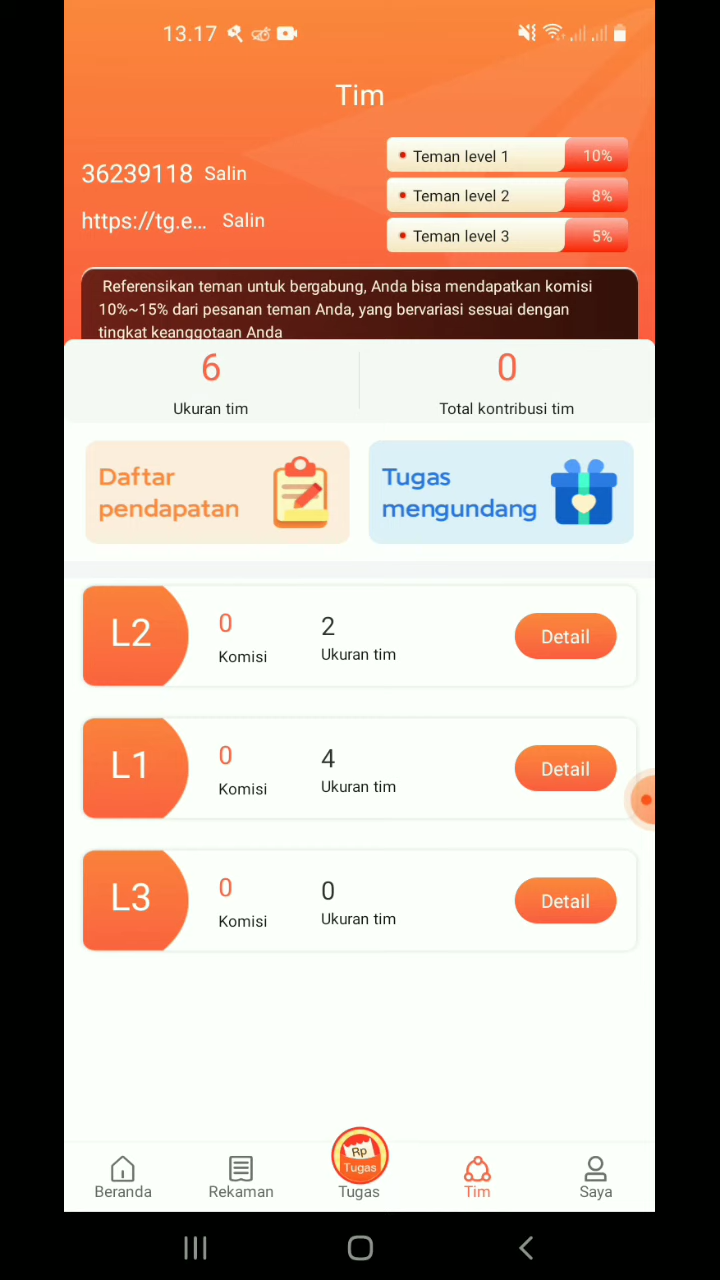 13.17
Tim
36239118 Salin
https://tg.e... Salin
Teman level 1 10%
Teman level 2 8%
Teman level 3 5%
Referensikan teman untuk bergabung, Anda bisa mendapatkan komisi
10%~15% dari pesanan teman Anda, yang bervariasi sesuai dengan
tingkat keanggotaan Anda
6
Ukuran tim
0
Total kontribusi tim
Daftar
pendapatan
Tugas
mengundang
L2
0
Komisi
2
Ukuran tim
Detail
L1
0
Komisi
4
Ukuran tim
Detail
L3
0
Komisi
0
Ukuran tim
Detail
Rp
Tugas
Beranda
Rekaman
Tugas
Tim
Saya